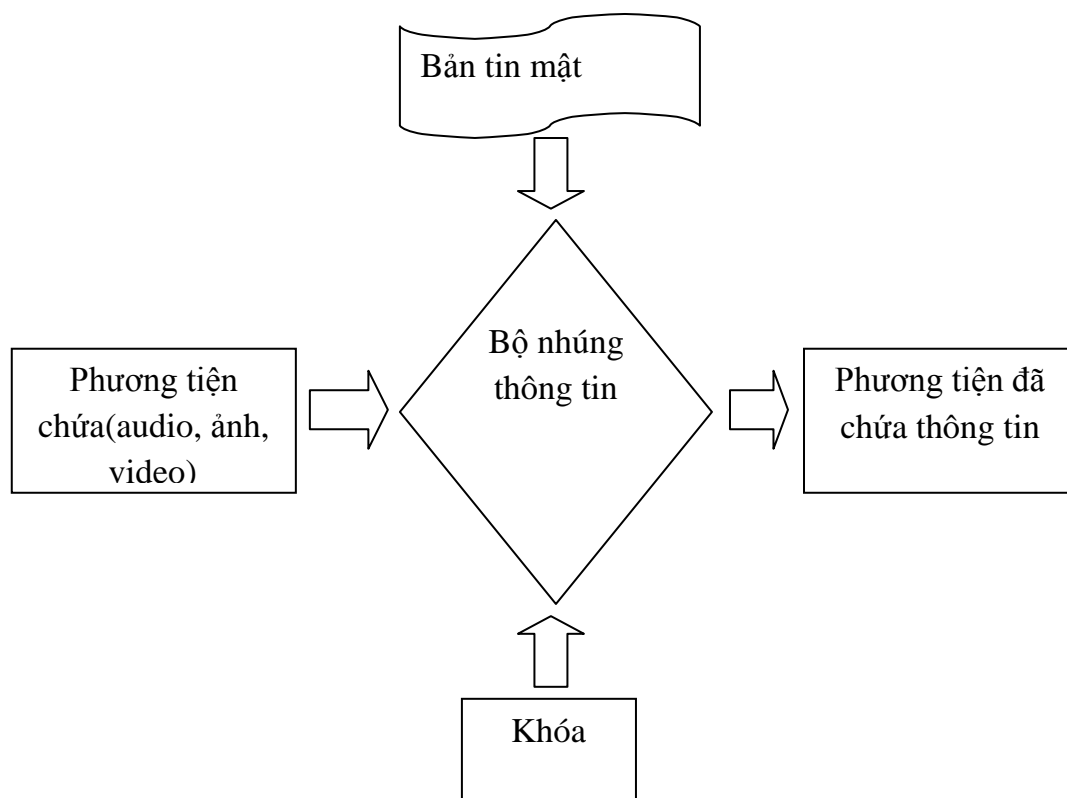 Bản tin mật
Bộ nhúng
thông tin
Phương tiện
chứa(audio, ảnh,
video)
Phương tiện đã
chứa thông tin
Khóa